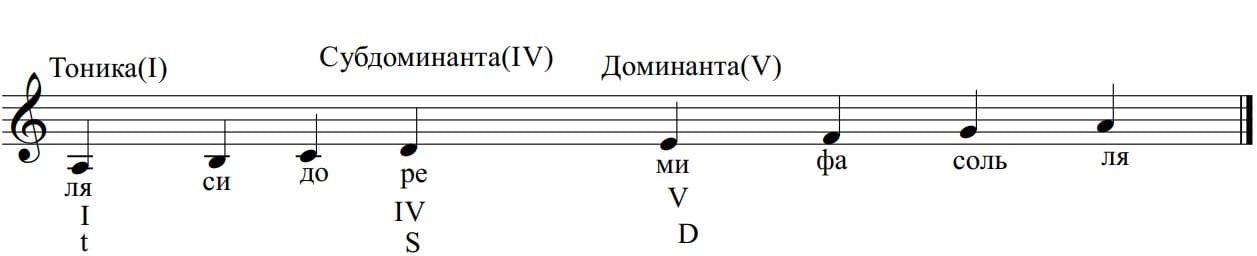 Тоника(I) Субдоминанта(IV) Доминанта(V)
ля си до ре ми фа соль ля
I IV V
t S D